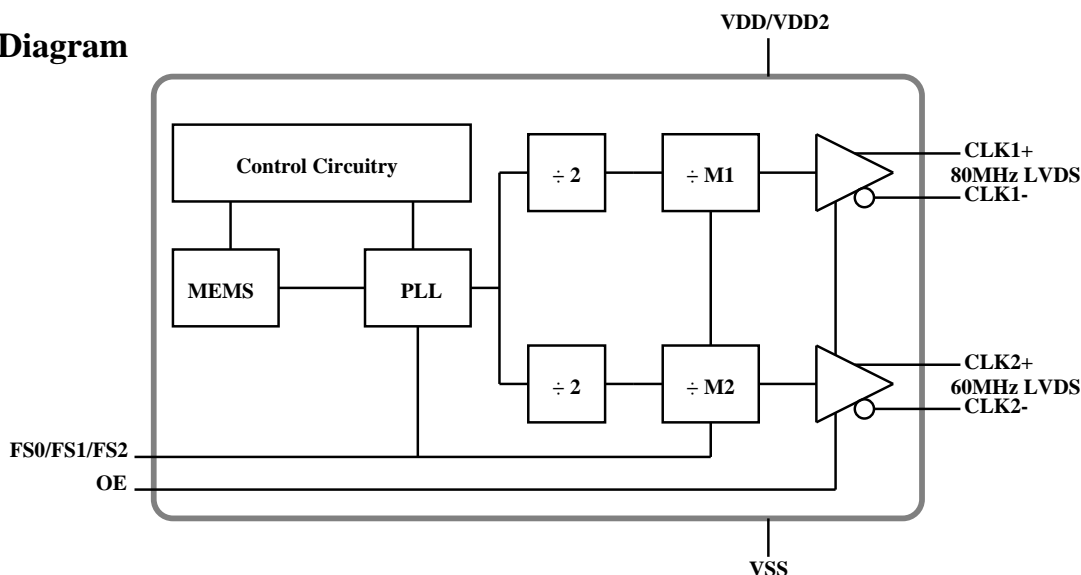 VDD/VDD2
Diagram
Control Circuitry
÷ 2
÷ M1
CLK1+
80MHz LVDS
CLK1-
MEMS
PLL
÷ 2
÷ M2
CLK2+
60MHz LVDS
CLK2-
FS0/FS1/FS2
OE
VSS